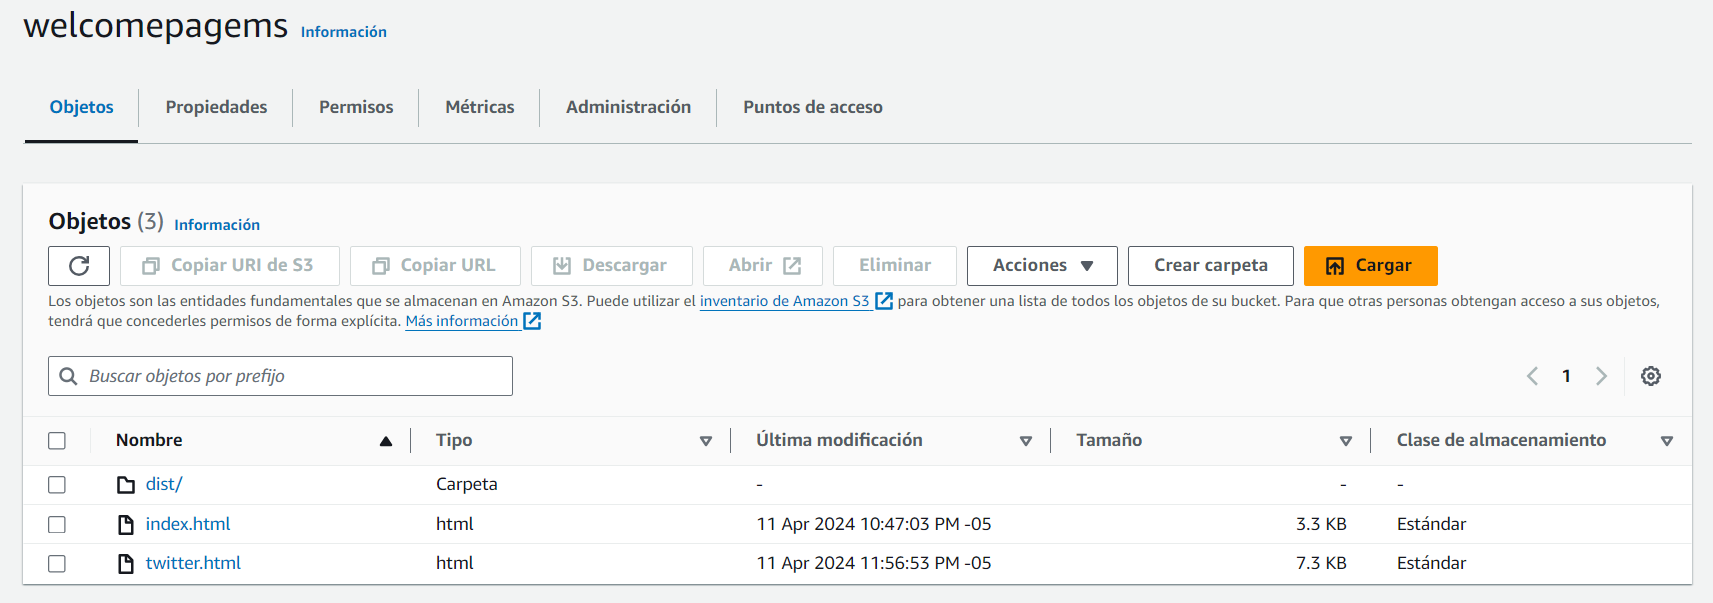 welcomepagems Información
Objetos Propiedades Permisos Métricas Administración Puntos de acceso
Objetos (3) Información
Copiar URI de S3 Copiar URL Descargar Abrir Eliminar Acciones Crear carpeta Cargar
Los objetos son las entidades fundamentales que se almacenan en Amazon S3. Puede utilizar el inventario de Amazon S3 para obtener una lista de todos los objetos de su bucket. Para que otras personas obtengan acceso a sus objetos,
tendrá que concederles permisos de forma explícita. Más información
Buscar objetos por prefijo 1
Nombre Tipo Última modificación Tamaño Clase de almacenamiento
dist/ Carpeta - - -
index.html html 11 Apr 2024 10:47:03 PM -05 3.3 KB Estándar
twitter.html html 11 Apr 2024 11:56:53 PM -05 7.3 KB Estándar